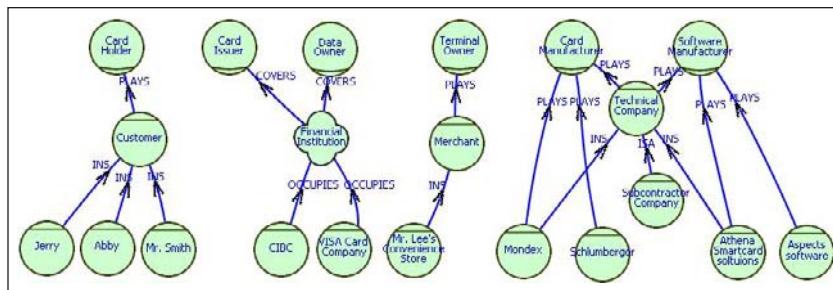 Card
Holder
Card
Issuer
Data
Owner
Terminal
Owner
Card
Manufacturer
Software
Manufacturer
PLAYS
COVERS
COVERS
PLAYS
PLAYS
PLAYS
PLAYS
PLAYS
PLAYS
PLAYS
Customer
Financial
Institution
Merchant
Technical
Company
INS
INS
INS
OCCUPIES
OCCUPIES
INS
INS
ISA
INS
Subcontractor
Company
Jerry
Abby
Mr. Smith
CIBC
VISA Card
Company
Mr. Lee's
Convenience
Store
Mondex
Schlumberger
Athena
Smartcard
soltuions
Aspects
software